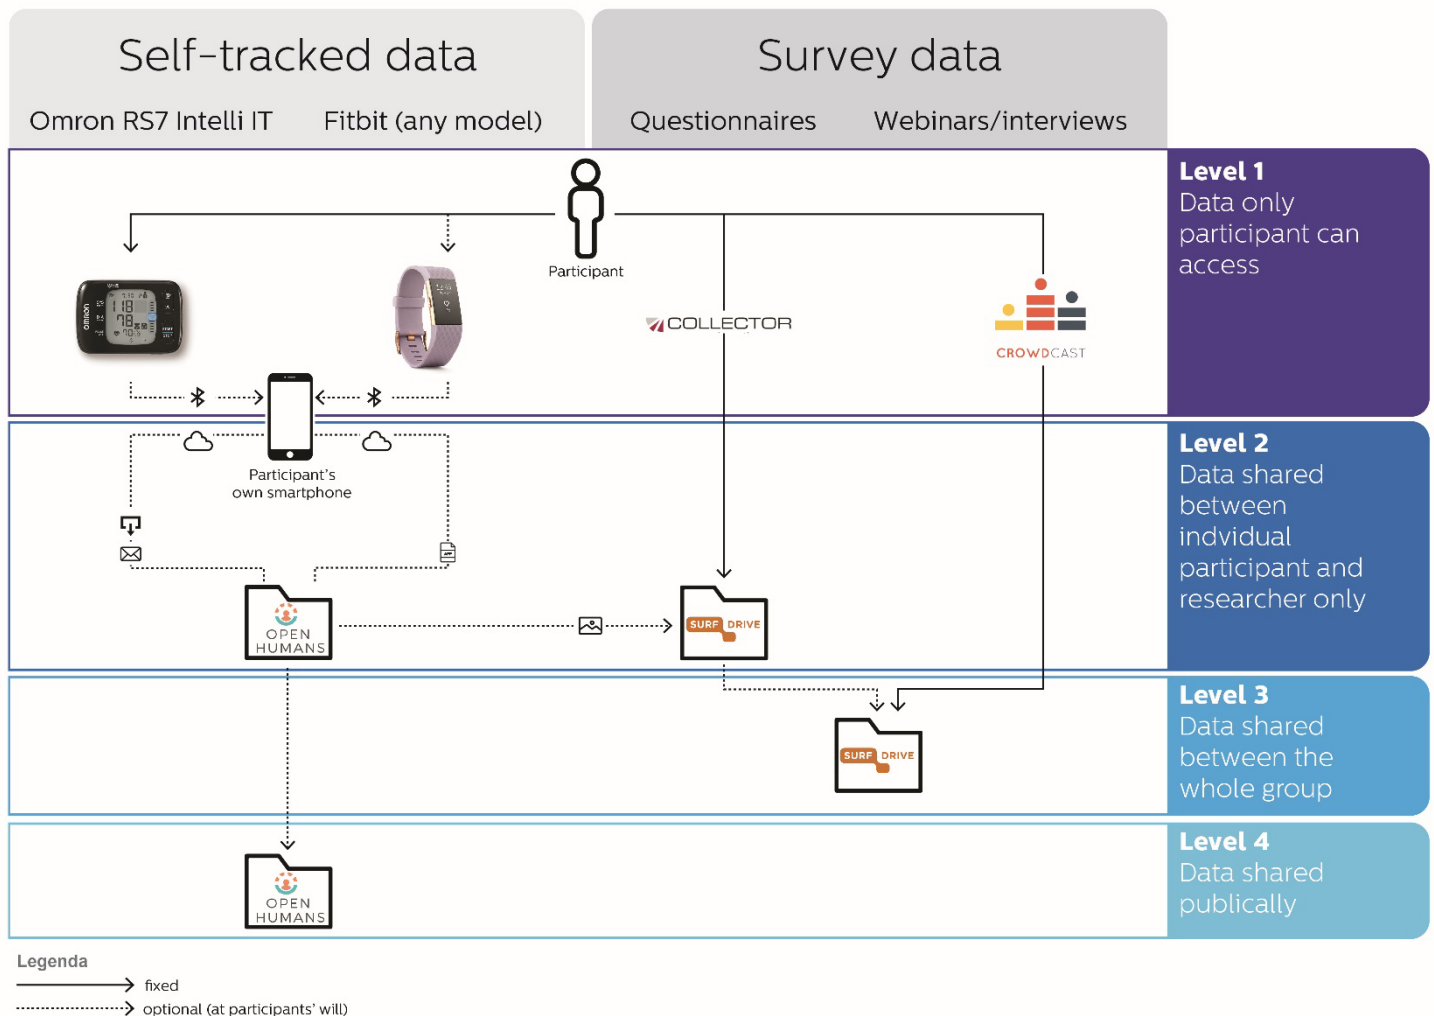 Self-tracked data
Survey data
Omron RS7 Intelli IT
Fitbit (any model)
Questionnaires
Webinars/interviews
Level 1
Data only
participant can
access
Participant
OMRON
COLLECTOR
CROWDCAST
Level 2
Data shared
between
indvidual
participant and
researcher only
Participant's
own smartphone
APP
OPEN
HUMANS
SURF DRIVE
Level 3
Data shared
between the
whole group
SURF DRIVE
Level 4
Data shared
publically
OPEN
HUMANS
Legenda
fixed
optional (at participants' will)